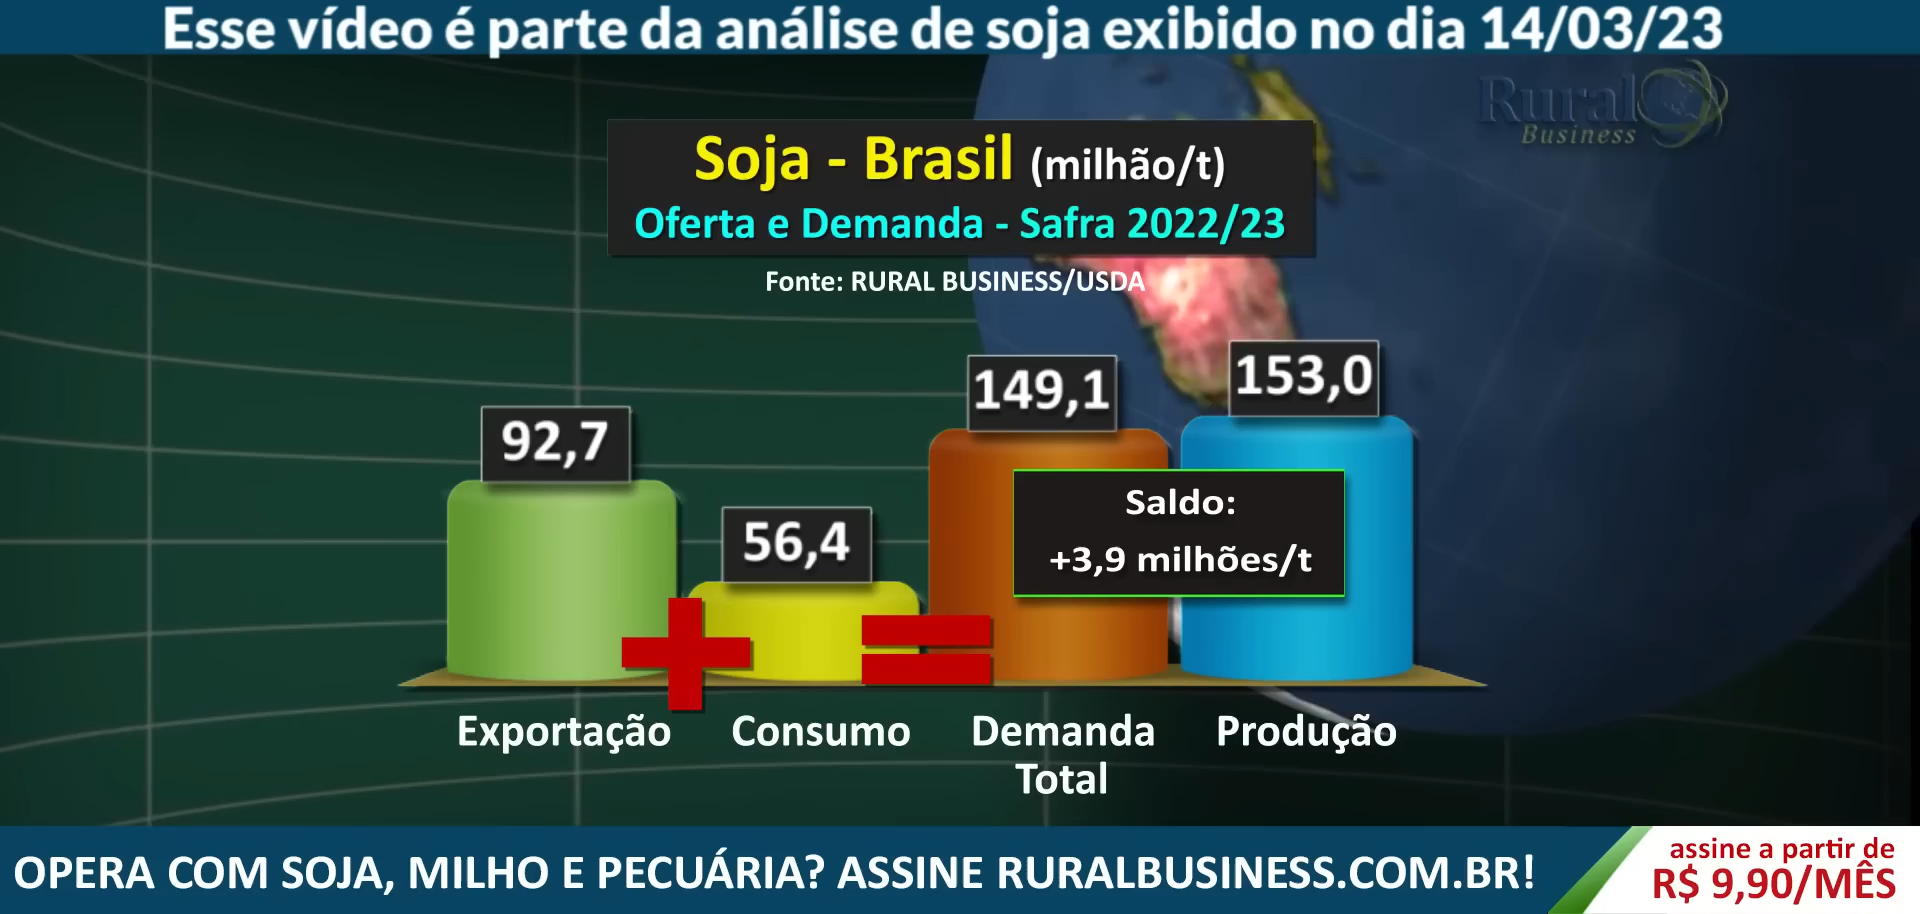 Esse vídeo é parte da análise de soja exibido no dia 14/03/23
Rural
Business
Soja - Brasil (milhão/t)
Oferta e Demanda - Safra 2022/23
Fonte: RURAL BUSINESS/USDA
92,7
56,4
149,1
153,0
Saldo:
+3,9 milhões/t
Exportação
Consumo
Demanda
Total
Produção
OPERA COM SOJA, MILHO E PECUÁRIA? ASSINE RURALBUSINESS.COM.BR!
assine a partir de
R$ 9,90/MÊS